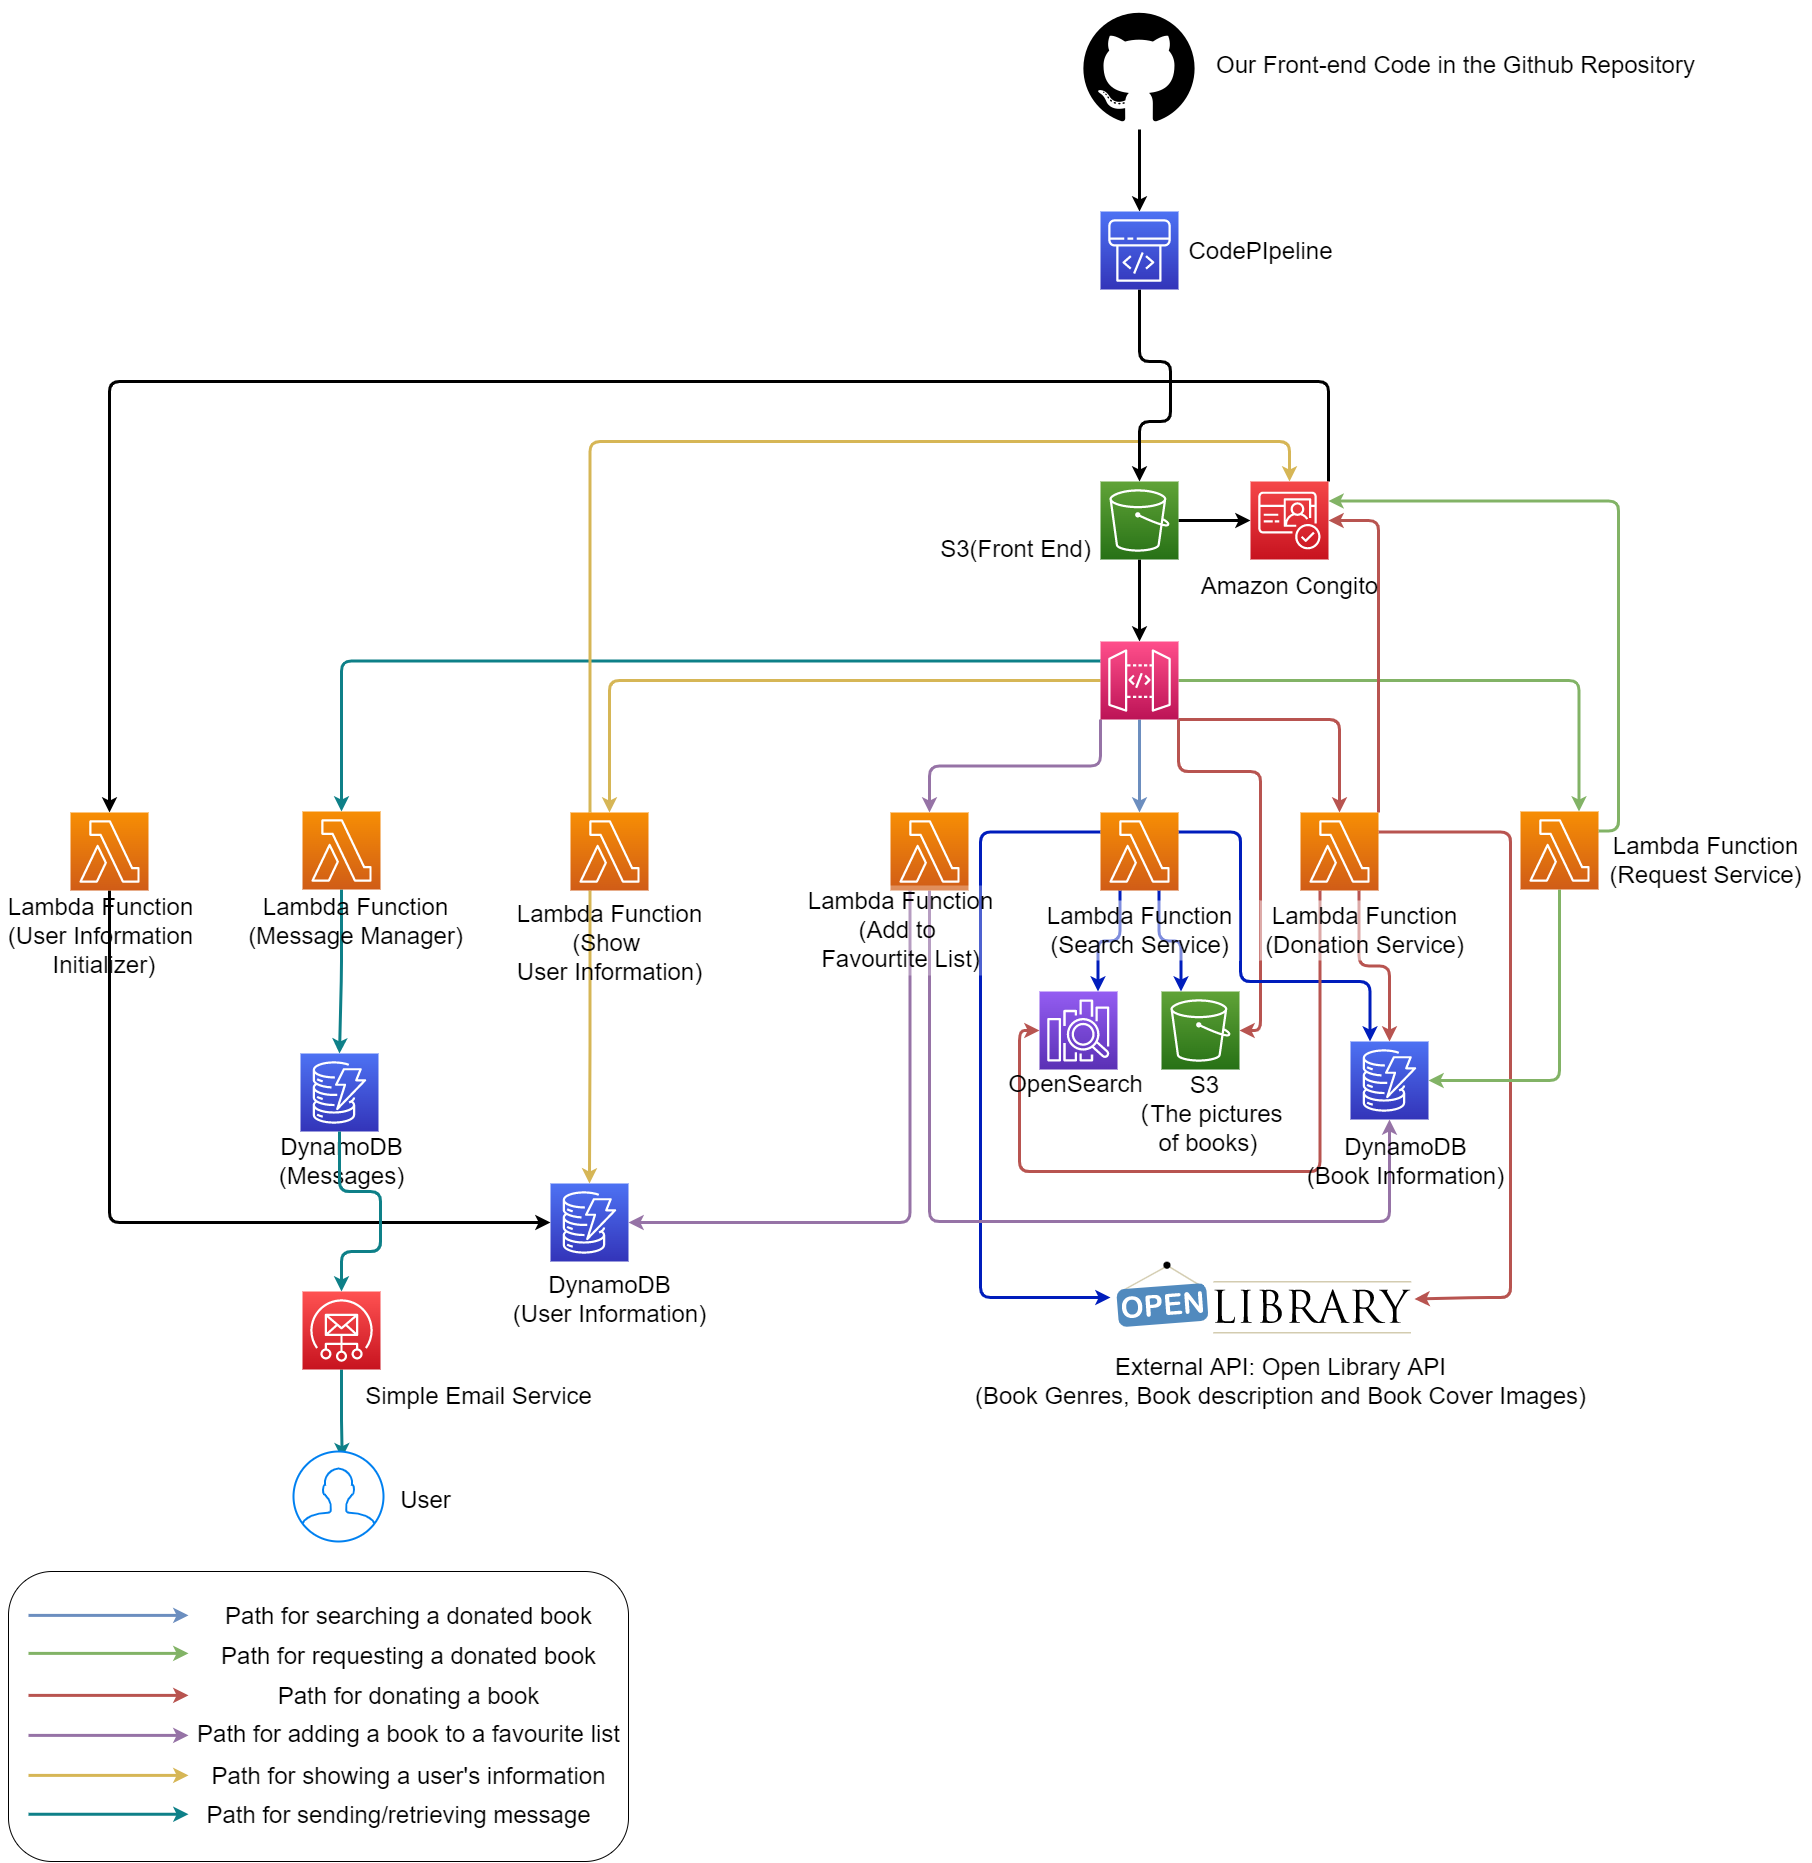 Our Front-end Code in the Github Repository
CodePIpeline
S3(Front End)
Amazon Congito
Lambda Function
(User Information
Initializer)
Lambda Function
(Message Manager)
Lambda Function
(Show
User Information)
Lambda Function
(Add to
Favourtite List)
Lambda Function
(Search Service)
Lambda Function
(Donation Service)
Lambda Function
(Request Service)
OpenSearch
S3
(The pictures
of books)
DynamoDB
(Messages)
DynamoDB
(Book Information)
DynamoDB
(User Information)
OPEN LIBRARY
External API: Open Library API
(Book Genres, Book description and Book Cover Images)
Simple Email Service
User
Path for searching a donated book
Path for requesting a donated book
Path for donating a book
Path for adding a book to a favourite list
Path for showing a user's information
Path for sending/retrieving message